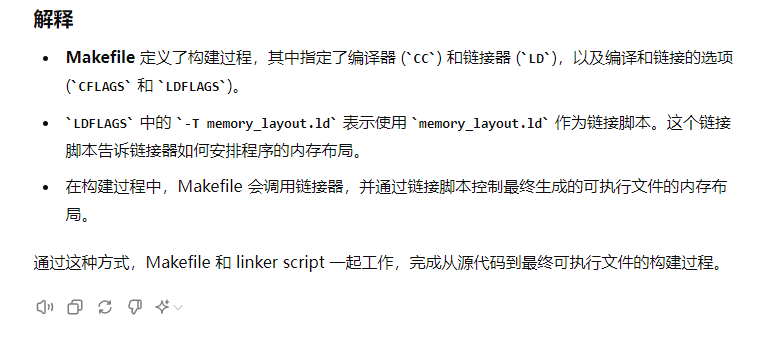 解释
• Makefile 定义了构建过程，其中指定了编译器 (`CC`) 和链接器 (`LD`)，以及编译和链接的选项
(`CFLAGS` 和 `LDFLAGS`)。
• `LDFLAGS` 中的 `-T memory_layout.ld` 表示使用 `memory_layout.ld` 作为链接脚本。这个链接
脚本告诉链接器如何安排程序的内存布局。
• 在构建过程中，Makefile 会调用链接器，并通过链接脚本控制最终生成的可执行文件的内存布
局。
通过这种方式，Makefile 和 linker script 一起工作，完成从源代码到最终可执行文件的构建过程。